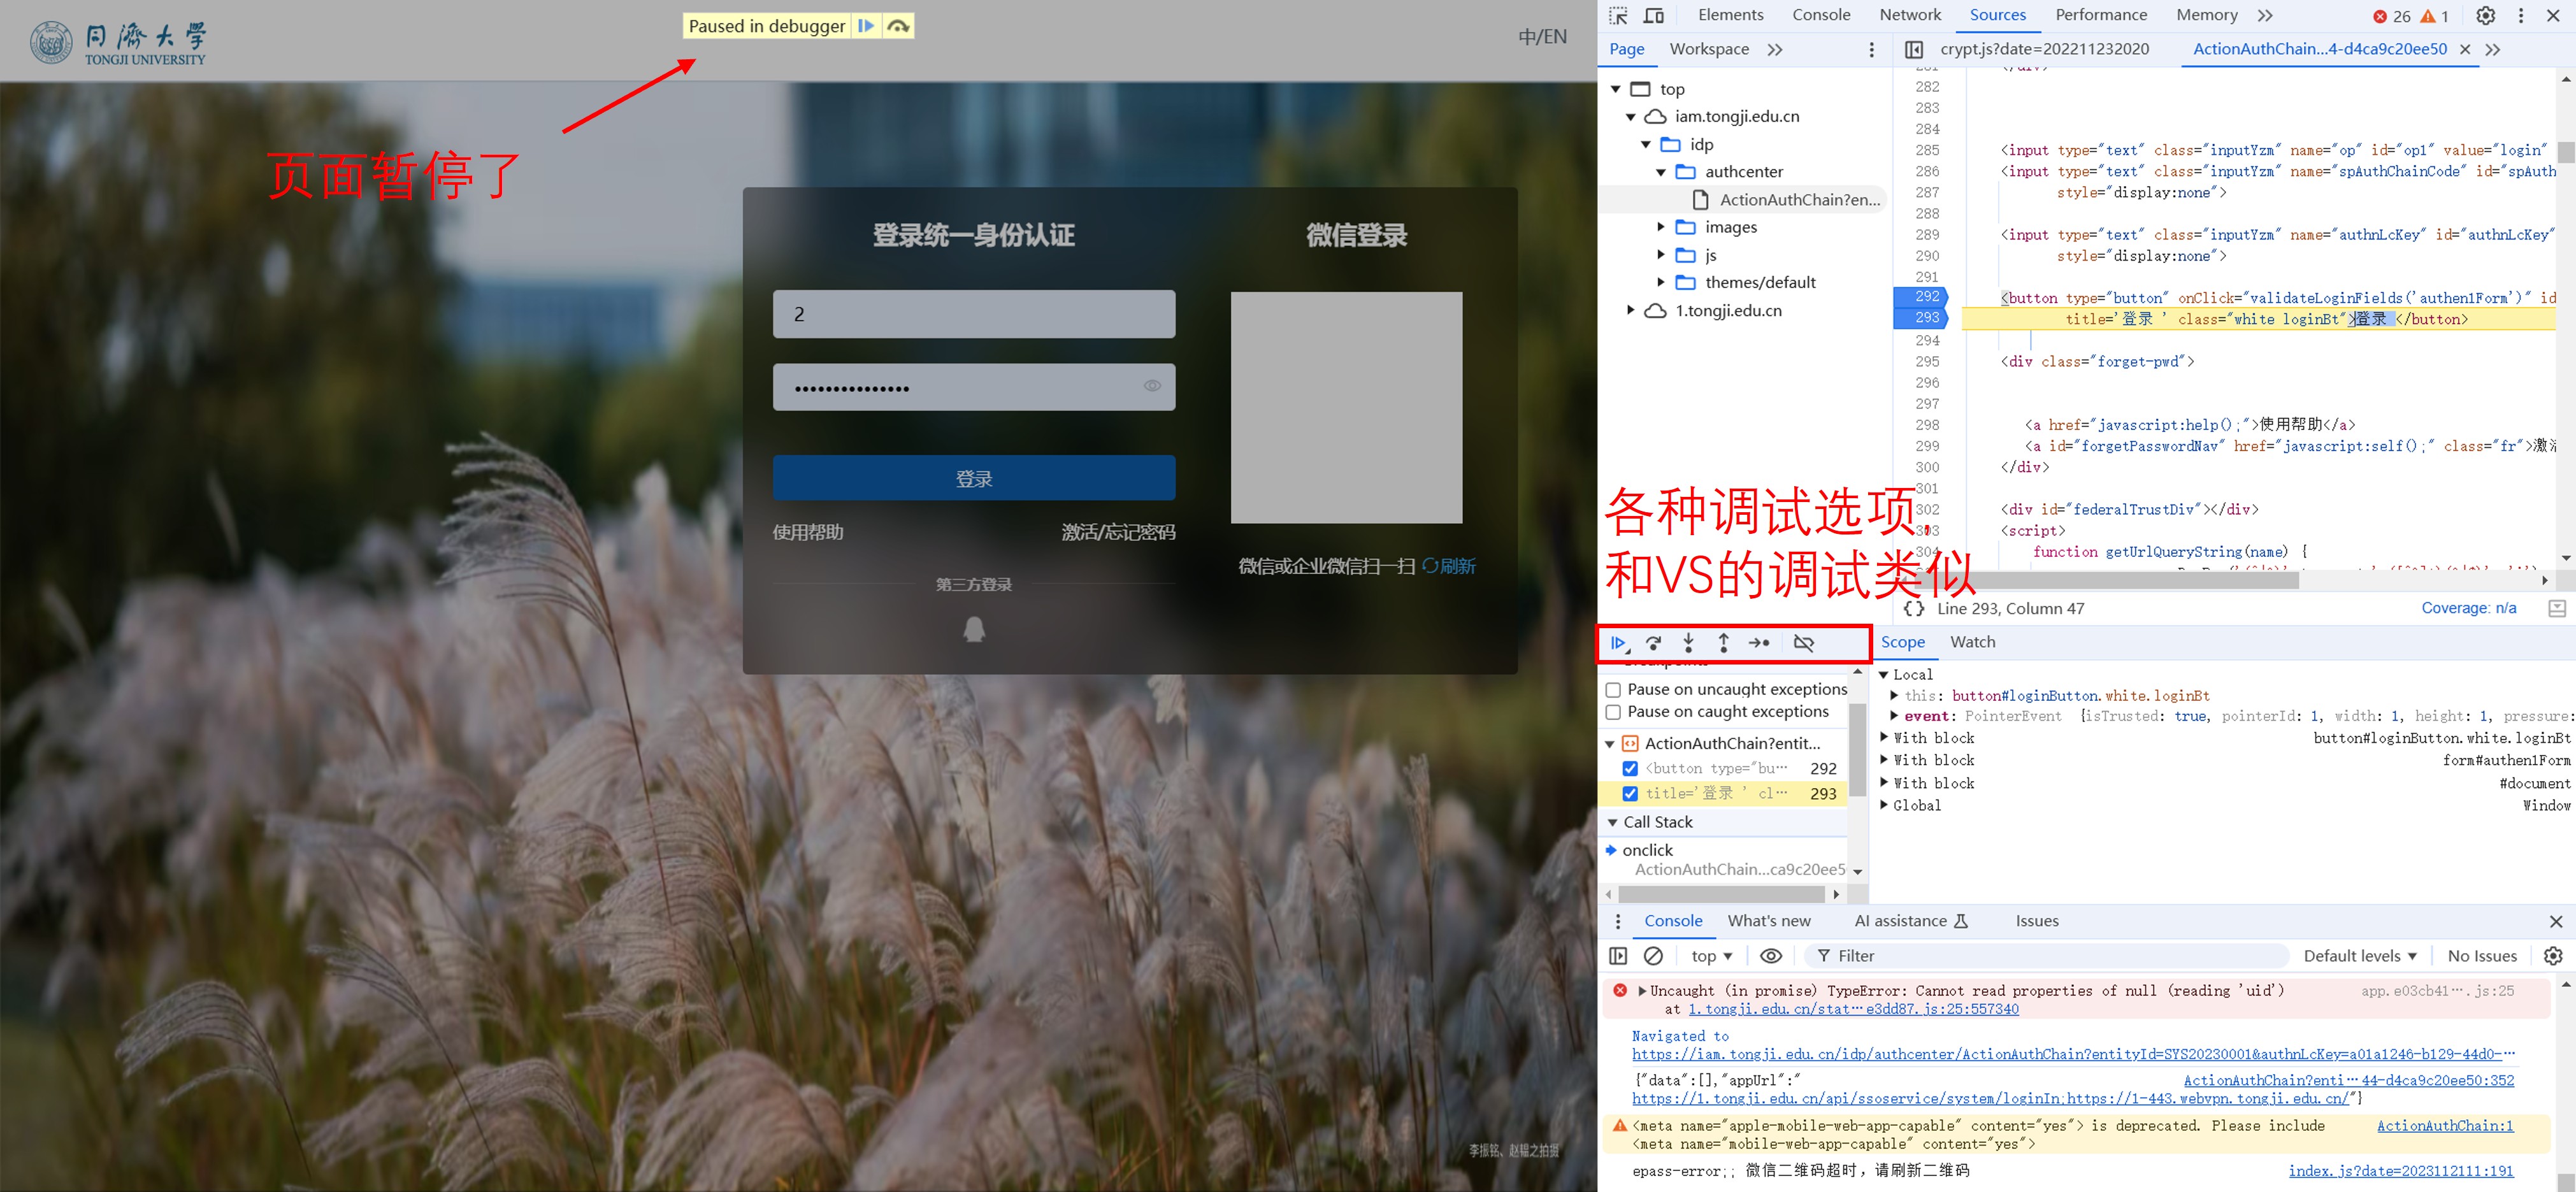 同濟大学
TONGJI UNIVERSITY
Paused in debugger
中/EN
页面暂停了
登录统一身份认证
微信登录
2
•••••••••••••••
登录
使用帮助
激活/忘记密码
第三方登录
微信或企业微信扫一扫 刷新
李振铭、赵福之拍摄
Elements Console Network Sources Performance Memory
26 1
Page Workspace
crypt.js?date=202211232020 ActionAuthChain...4-d4ca9c20ee50
top
iam.tongji.edu.cn
idp
authcenter
ActionAuthChain?en...
images
js
themes/default
1.tongji.edu.cn
281 </div>
282
283
284
285 <input type="text" class="inputYzm" name="op" id="op1" value="login"
286 <input type="text" class="inputYzm" name="spAuthChainCode" id="spAuth
287 style="display:none">
288
289 <input type="text" class="inputYzm" name="authnLcKey" id="authnLcKey"
290 style="display:none">
291
292 <button type="button" onClick="validateLoginFields('authen1Form')" id
293 title='登录 ' class="white loginBt">登录 </button>
294
295 <div class="forget-pwd">
296
297
298 <a href="javascript:help();">使用帮助</a>
299 <a id="forgetPasswordNav" href="javascript:self();" class="fr">激活
300 </div>
301
302 <div id="federalTrustDiv"></div>
303 <script>
304 function getUrlQueryString(name) {
各种调试选项,
和VS的调试类似
{} Line 293, Column 47
Coverage: n/a
Breakpoints
Pause on uncaught exceptions
Pause on caught exceptions
ActionAuthChain?entit...
<button type="bu… 292
title='登录 ' cl… 293
Call Stack
onclick
ActionAuthChain...ca9c20ee5
Scope Watch
Local
this: button#loginButton.white.loginBt
event: PointerEvent {isTrusted: true, pointerId: 1, width: 1, height: 1, pressure:
With block button#loginButton.white.loginBt
With block form#authen1Form
With block #document
Global Window
Console What's new AI assistance Issues
top Filter Default levels No Issues
Uncaught (in promise) TypeError: Cannot read properties of null (reading 'uid') app.e03cb41….js:25
at 1.tongji.edu.cn/stat…e3dd87.js:25:557340
Navigated to
https://iam.tongji.edu.cn/idp/authcenter/ActionAuthChain?entityId=SYS20230001&authnLcKey=a01a1246-b129-44d0-…
{"data":[],"appUrl":" ActionAuthChain?enti…44-d4ca9c20ee50:352
https://1.tongji.edu.cn/api/ssoservice/system/loginIn;https://1-443.webvpn.tongji.edu.cn/"}
<meta name="apple-mobile-web-app-capable" content="yes"> is deprecated. Please include ActionAuthChain:1
<meta name="mobile-web-app-capable" content="yes">
epass-error;; 微信二维码超时，请刷新二维码 index.js?date=2023112111:191